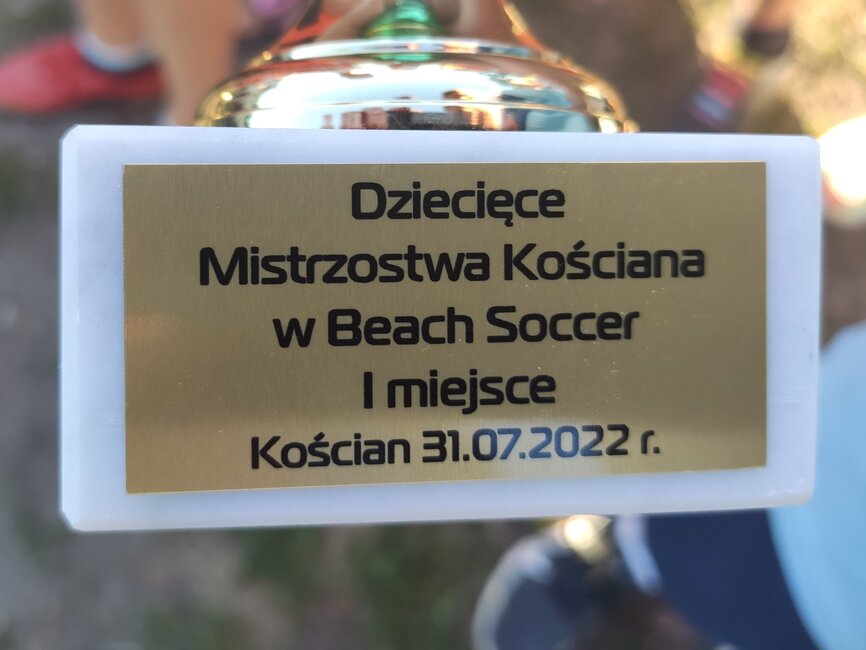 Dziecięce
Mistrzostwa Kościana
w Beach Soccer
I miejsce
Kościan 31.07.2022 r.